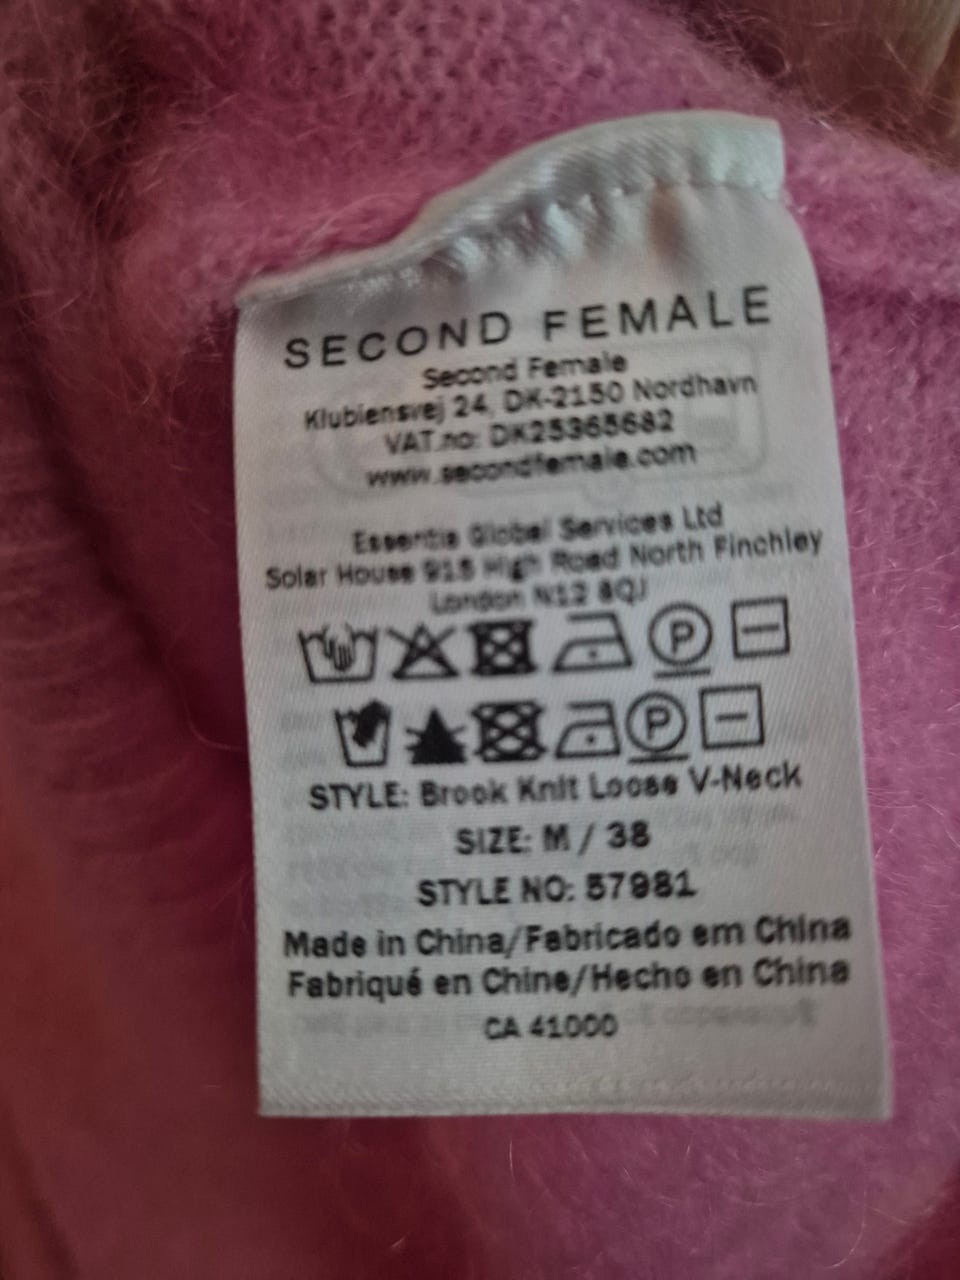 SECOND FEMALE
Second Female
Klubiensvej 24, DK-2150 Nordhavn
VAT.no: DK25365682
www.secondfemale.com
Essentia Global Services Ltd
Solar House 915 High Road North Finchley
London N12 8QJ
P
P
STYLE: Brook Knit Loose V-Neck
SIZE: M / 38
STYLE NO: 57981
Made in China/Fabricado em China
Fabriqué en Chine/Hecho en China
CA 41000